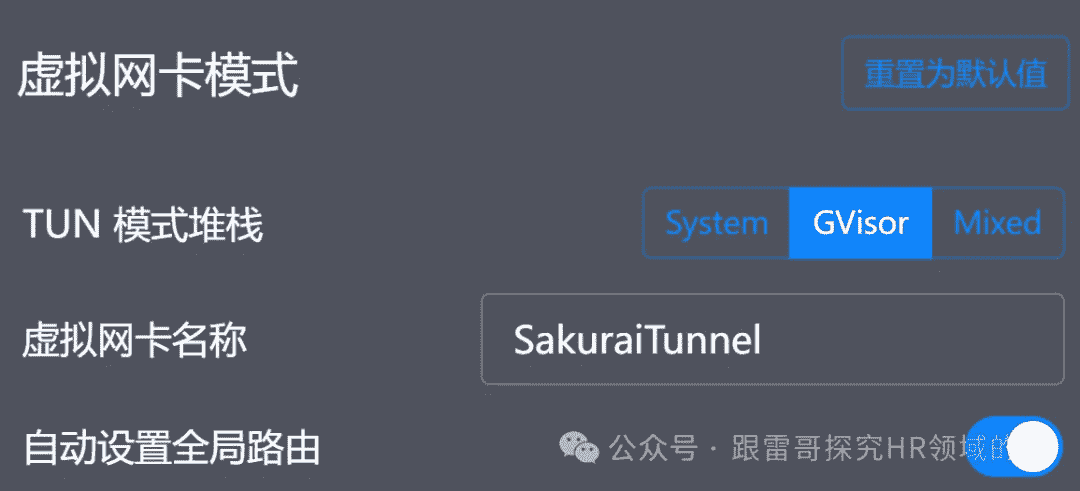 虚拟网卡模式 重置为默认值
TUN 模式堆栈 System GVisor Mixed
虚拟网卡名称 SakuraiTunnel
自动设置全局路由 公众号 · 跟雷哥探究HR领域的